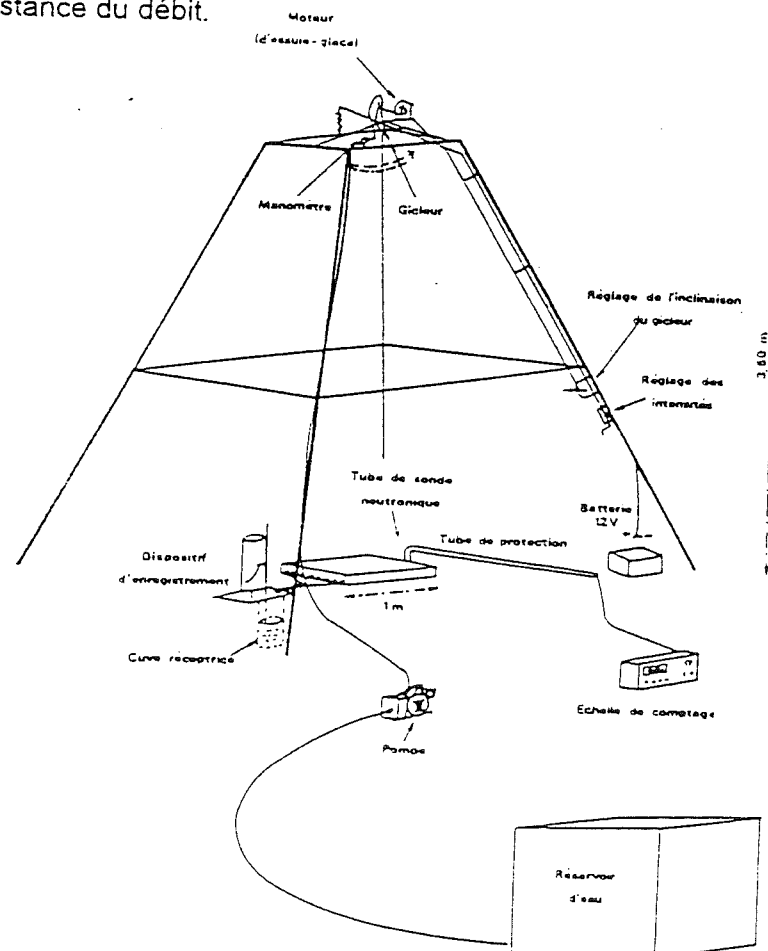 stance du débit.
Moteur
(d'essuie-glace)
Manomètre
Gicleur
Réglage de l'inclinaison
du gicleur
3,60 m
Réglage des
intensités
Tube de sonde
neutronique
Batterie
12V
Tube de protection
Dispositif
d'enregistrement
1 m
Cuve réceptrice
Echelle de comptage
Pompe
Réservoir
d'eau